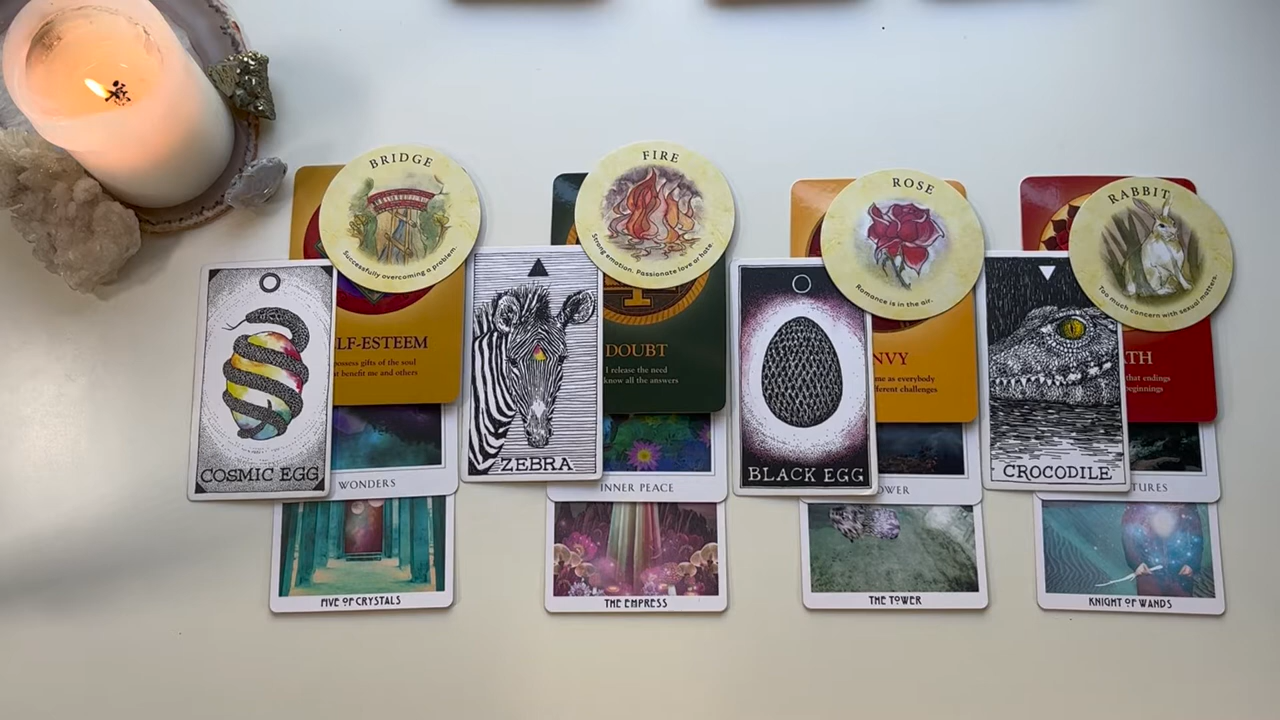 BRIDGE
Successfully overcoming a problem.
COSMIC EGG
LF-ESTEEM
possess gifts of the soul
t benefit me and others
WONDERS
FIVE OF CRYSTALS
FIRE
Strong emotion. Passionate love or hate.
ZEBRA
DOUBT
I release the need
know all the answers
INNER PEACE
THE EMPRESS
ROSE
Romance is in the air.
BLACK EGG
NVY
me as everybody
fferent challenges
OWER
THE TOWER
RABBIT
Too much concern with sexual matters.
CROCODILE
ATH
that endings
beginnings
TURES
KNIGHT OF WANDS